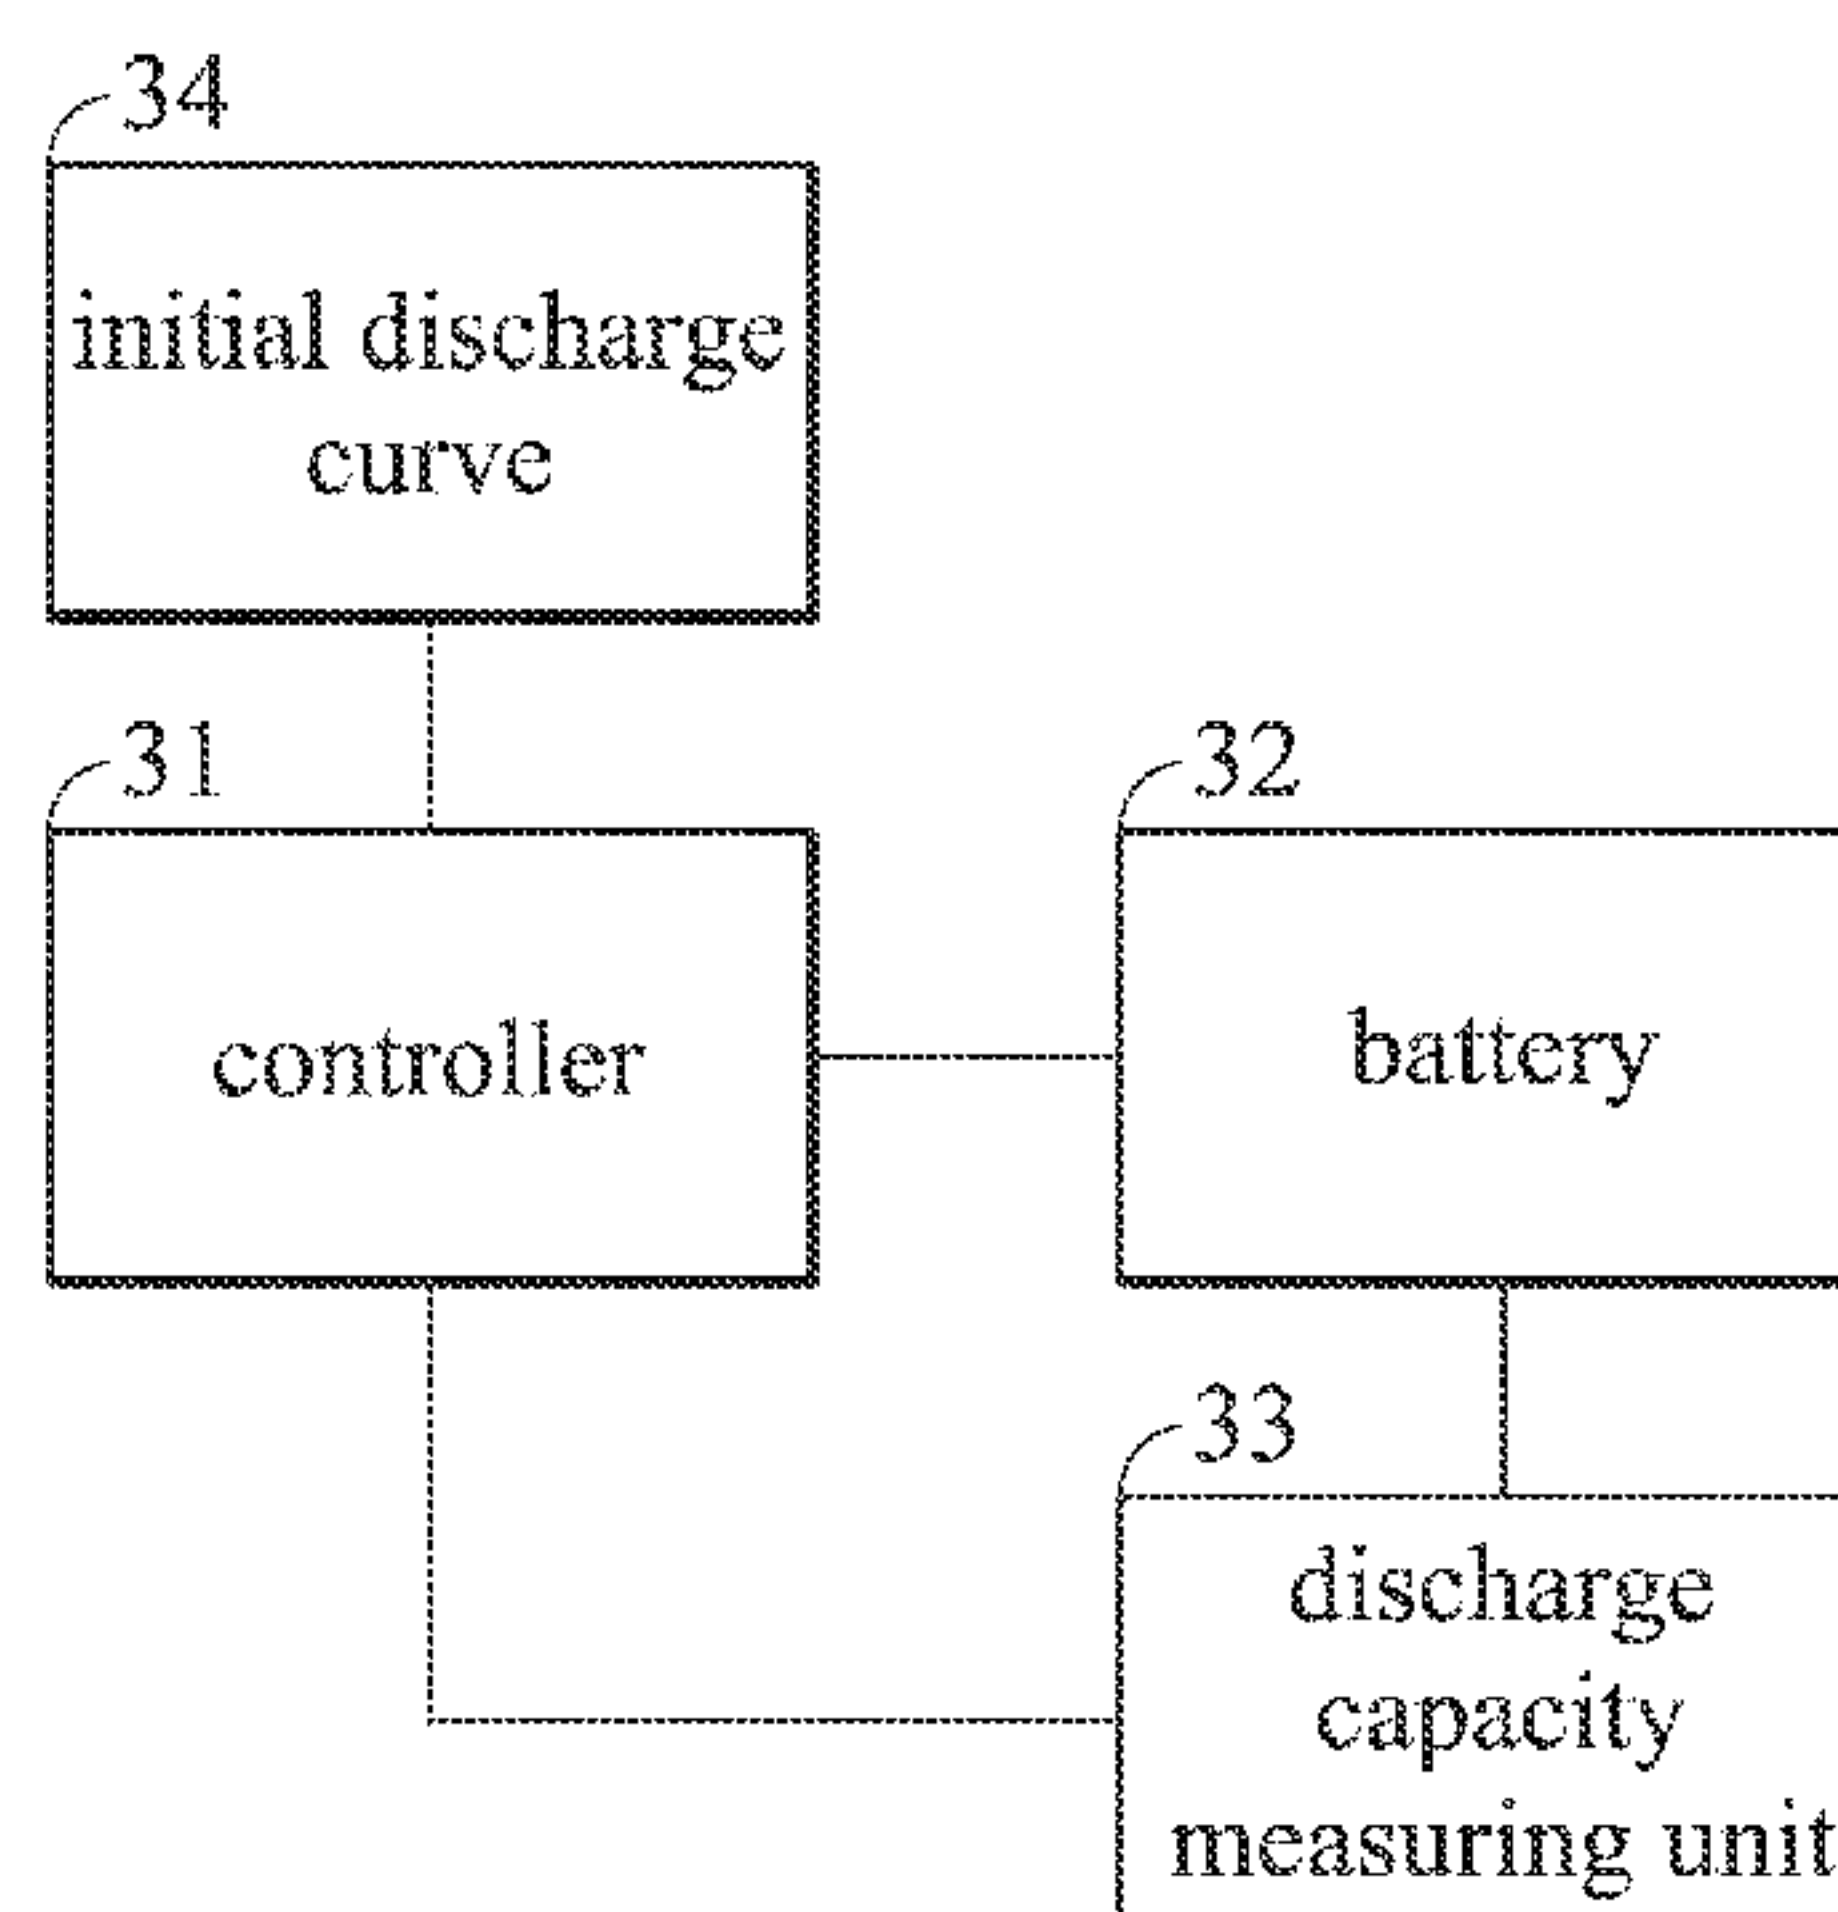 34
initial discharge
curve
31
controller
32
battery
33
discharge
capacity
measuring unit